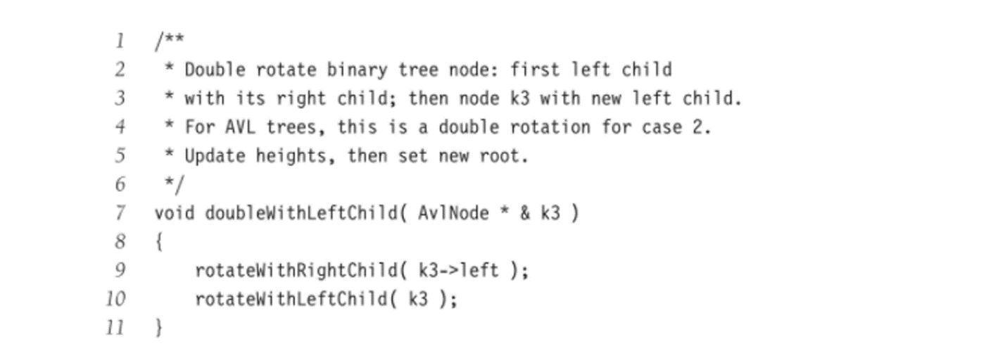 1 /**
2 * Double rotate binary tree node: first left child
3 * with its right child; then node k3 with new left child.
4 * For AVL trees, this is a double rotation for case 2.
5 * Update heights, then set new root.
6 */
7 void doubleWithLeftChild( AvlNode * & k3 )
8 {
9 rotateWithRightChild( k3->left );
10 rotateWithLeftChild( k3 );
11 }